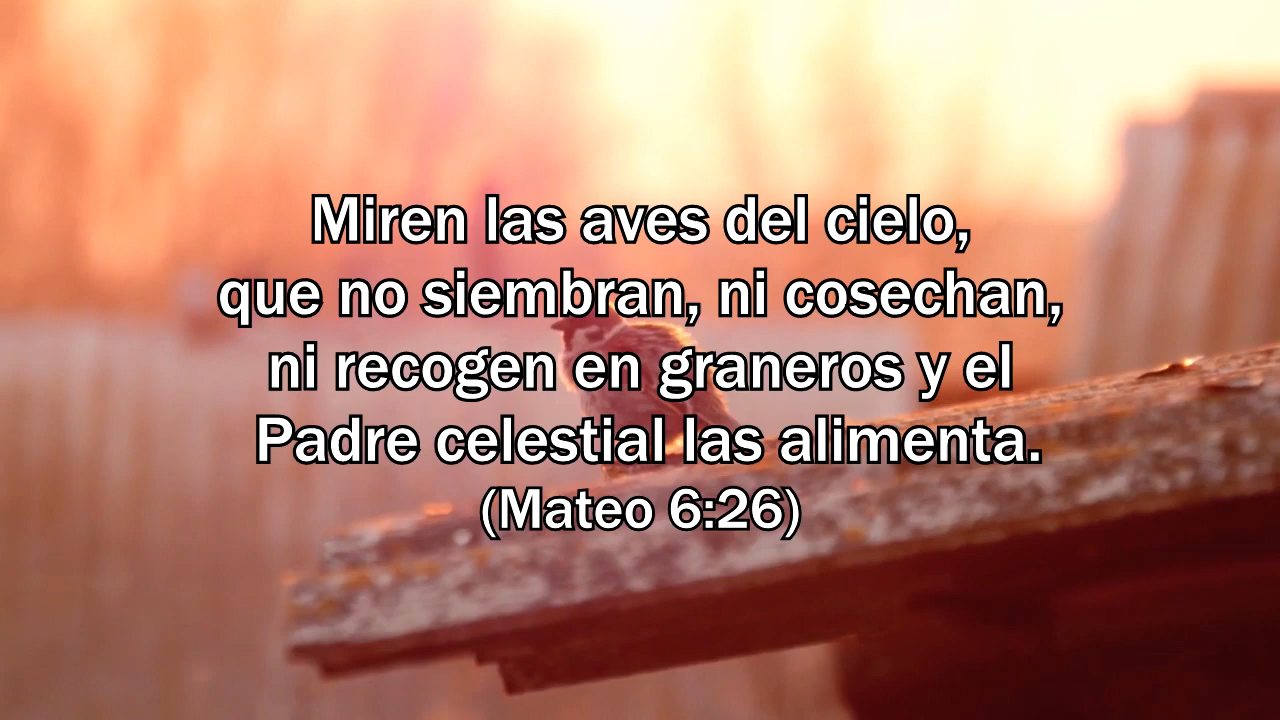 Miren las aves del cielo,
que no siembran, ni cosechan,
ni recogen en graneros y el
Padre celestial las alimenta.
(Mateo 6:26)